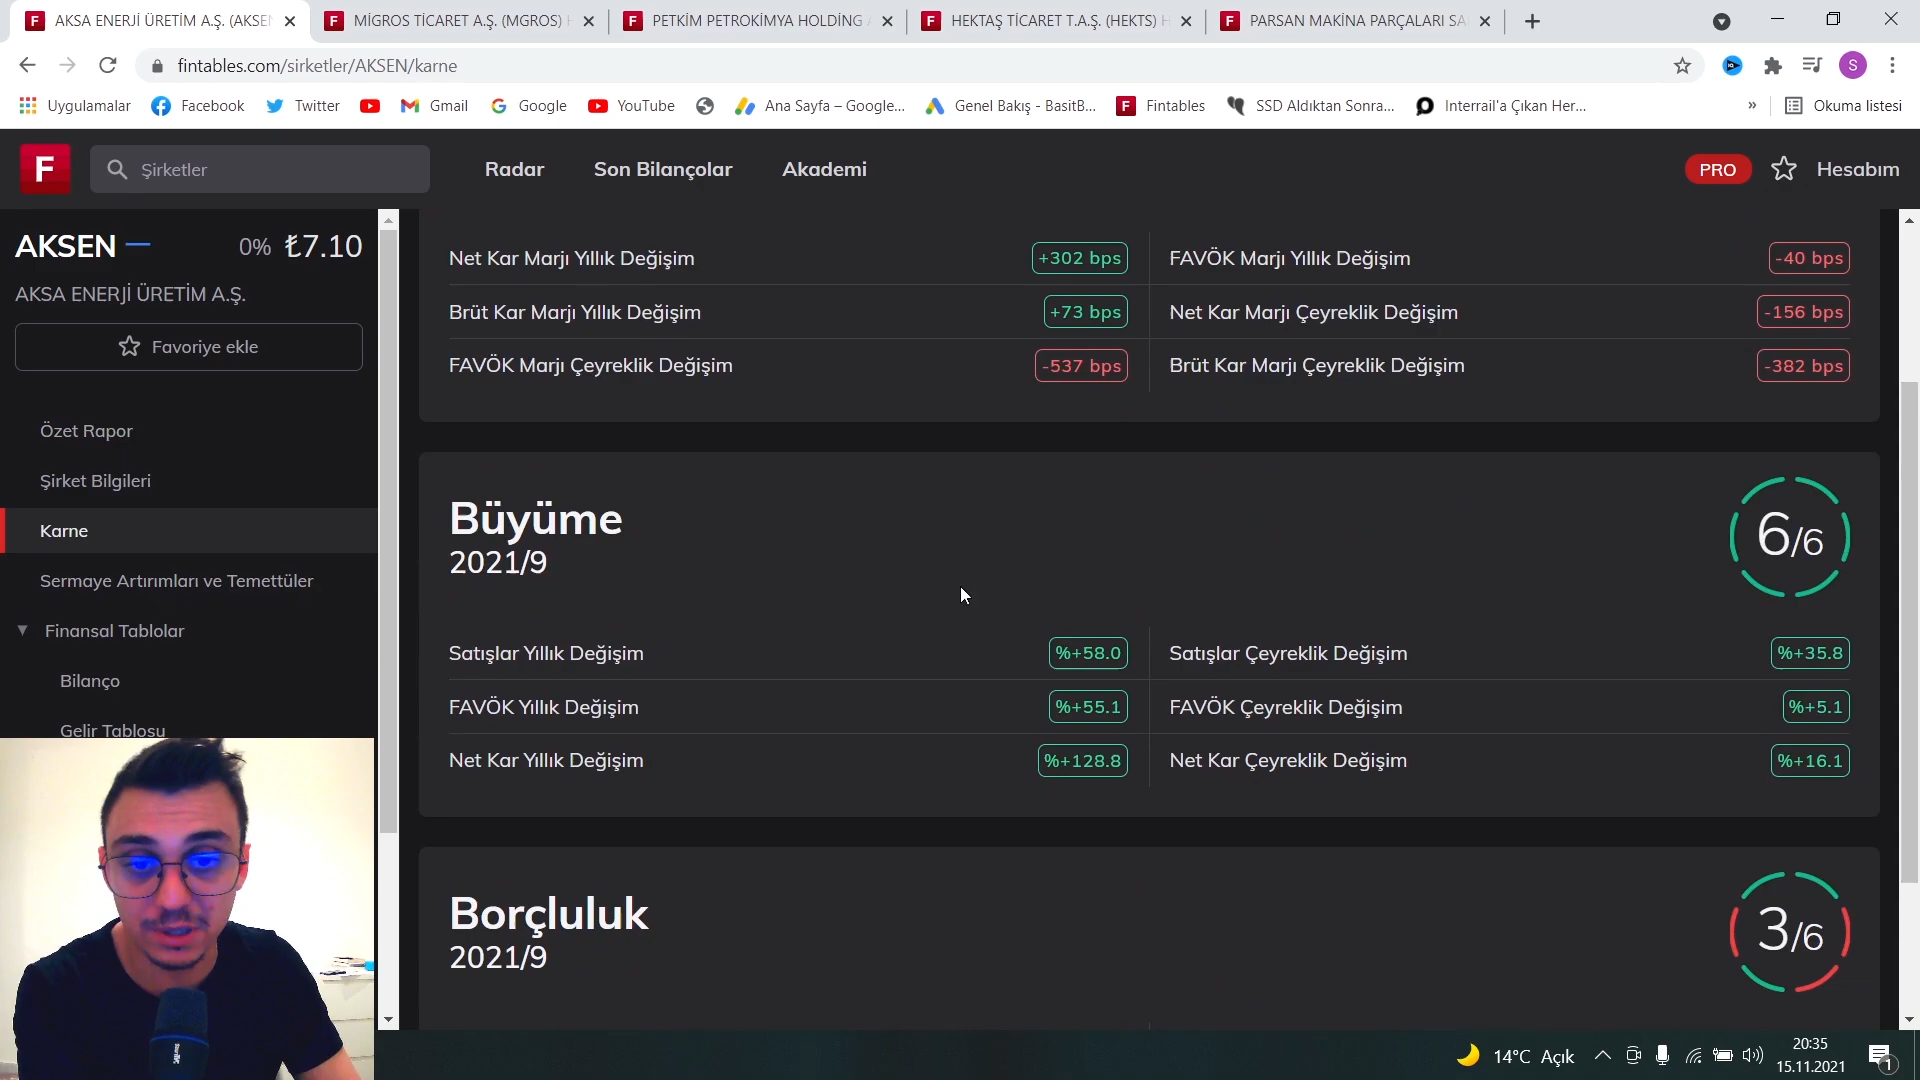 AKSA ENERJİ ÜRETİM A.Ş. (AKSEN
MİGROS TİCARET A.Ş. (MGROS) H
PETKİM PETROKİMYA HOLDİNG A
HEKTAŞ TİCARET T.A.Ş. (HEKTS) H
PARSAN MAKİNA PARÇALARI SA
fintables.com/sirketler/AKSEN/karne
S
Uygulamalar
Facebook
Twitter
Gmail
Google
YouTube
Ana Sayfa – Google...
Genel Bakış - BasitB...
Fintables
SSD Aldıktan Sonra...
Interrail'a Çıkan Her...
»
Okuma listesi
F
Şirketler
Radar
Son Bilançolar
Akademi
PRO
Hesabım
AKSEN
0% ₺7.10
AKSA ENERJİ ÜRETİM A.Ş.
Favoriye ekle
Özet Rapor
Şirket Bilgileri
Karne
Sermaye Artırımları ve Temettüler
Finansal Tablolar
Bilanço
Gelir Tablosu
Net Kar Marjı Yıllık Değişim +302 bps
FAVÖK Marjı Yıllık Değişim -40 bps
Brüt Kar Marjı Yıllık Değişim +73 bps
Net Kar Marjı Çeyreklik Değişim -156 bps
FAVÖK Marjı Çeyreklik Değişim -537 bps
Brüt Kar Marjı Çeyreklik Değişim -382 bps
Büyüme
2021/9
6/6
Satışlar Yıllık Değişim %+58.0
Satışlar Çeyreklik Değişim %+35.8
FAVÖK Yıllık Değişim %+55.1
FAVÖK Çeyreklik Değişim %+5.1
Net Kar Yıllık Değişim %+128.8
Net Kar Çeyreklik Değişim %+16.1
Borçluluk
2021/9
3/6
14°C Açık
20:35
15.11.2021
1